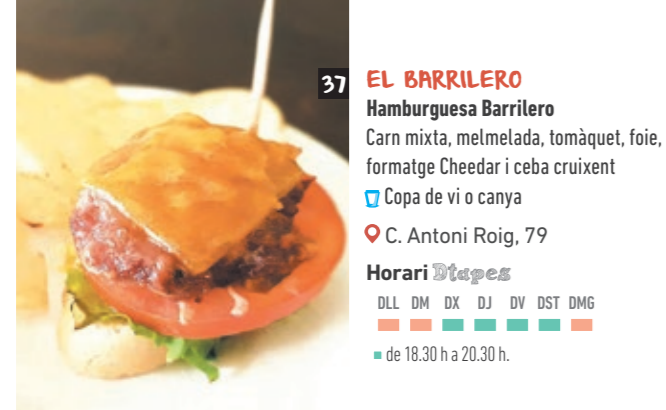 37
EL BARRILERO
Hamburguesa Barrilero
Carn mixta, melmelada, tomàquet, foie,
formatge Cheedar i ceba cruixent
Copa de vi o canya
C. Antoni Roig, 79
Horari Dtapes
DLL DM DX DJ DV DST DMG
de 18.30 h a 20.30 h.